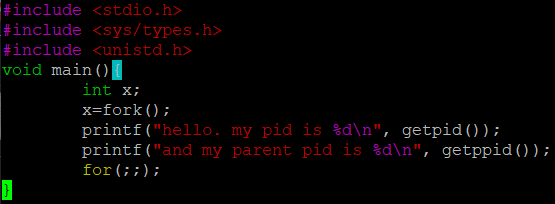 #include <stdio.h>
#include <sys/types.h>
#include <unistd.h>
void main(){
        int x;
        x=fork();
        printf("hello. my pid is %d\n", getpid());
        printf("and my parent pid is %d\n", getppid());
        for(;;);
}